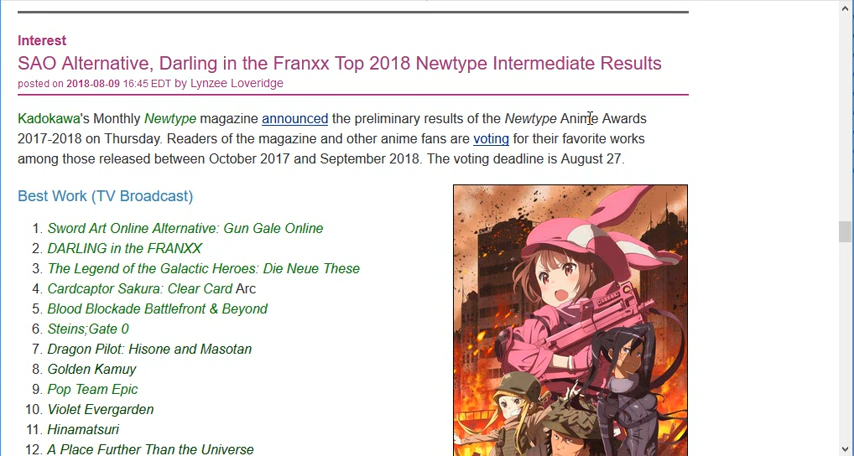 Interest
SAO Alternative, Darling in the Franxx Top 2018 Newtype Intermediate Results
posted on 2018-08-09 16:45 EDT by Lynzee Loveridge
Kadokawa's Monthly Newtype magazine announced the preliminary results of the Newtype Anime Awards
2017-2018 on Thursday. Readers of the magazine and other anime fans are voting for their favorite works
among those released between October 2017 and September 2018. The voting deadline is August 27.
Best Work (TV Broadcast)
1. Sword Art Online Alternative: Gun Gale Online
2. DARLING in the FRANXX
3. The Legend of the Galactic Heroes: Die Neue These
4. Cardcaptor Sakura: Clear Card Arc
5. Blood Blockade Battlefront & Beyond
6. Steins;Gate 0
7. Dragon Pilot: Hisone and Masotan
8. Golden Kamuy
9. Pop Team Epic
10. Violet Evergarden
11. Hinamatsuri
12. A Place Further Than the Universe